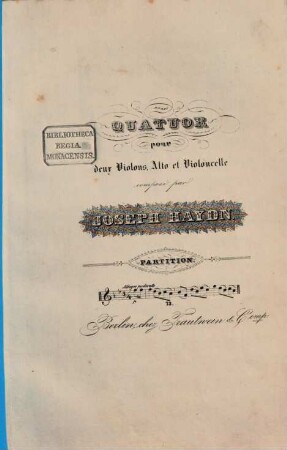 QUATUOR
pour
deux Violons, Alto et Violoncelle
composé par
JOSEPH HAYDN.
BIBLIOTHECA
REGIA
MONACENSIS.
PARTITION.
Berlin, chez Trautwein & Comp.